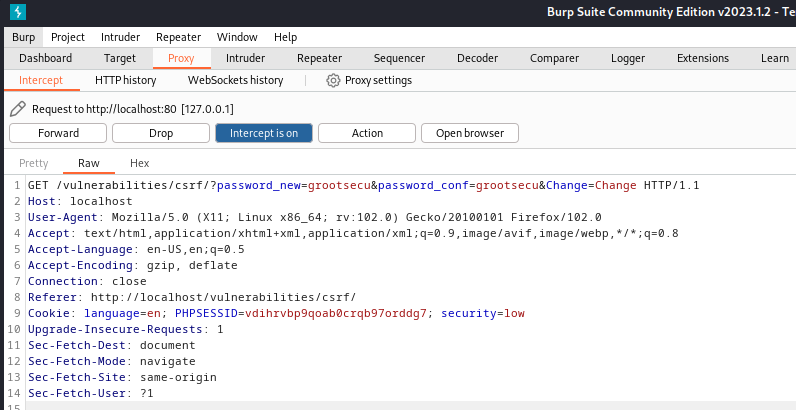 Burp Suite Community Edition v2023.1.2 - Te
Burp Project Intruder Repeater Window Help
Dashboard Target Proxy Intruder Repeater Sequencer Decoder Comparer Logger Extensions Learn
Intercept HTTP history WebSockets history Proxy settings
Request to http://localhost:80 [127.0.0.1]
Forward Drop Intercept is on Action Open browser
Pretty Raw Hex
1 GET /vulnerabilities/csrf/?password_new=grootsecu&password_conf=grootsecu&Change=Change HTTP/1.1
2 Host: localhost
3 User-Agent: Mozilla/5.0 (X11; Linux x86_64; rv:102.0) Gecko/20100101 Firefox/102.0
4 Accept: text/html,application/xhtml+xml,application/xml;q=0.9,image/avif,image/webp,*/*;q=0.8
5 Accept-Language: en-US,en;q=0.5
6 Accept-Encoding: gzip, deflate
7 Connection: close
8 Referer: http://localhost/vulnerabilities/csrf/
9 Cookie: language=en; PHPSESSID=vdihrvbp9qoab0crqb97orddg7; security=low
10 Upgrade-Insecure-Requests: 1
11 Sec-Fetch-Dest: document
12 Sec-Fetch-Mode: navigate
13 Sec-Fetch-Site: same-origin
14 Sec-Fetch-User: ?1
15